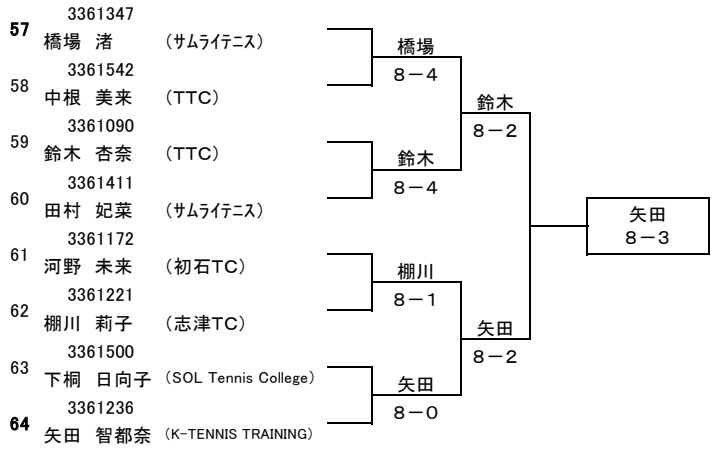 3361347
57 橋場 渚 (サムライテニス)
橋場
8-4
3361542
58 中根 美来 (TTC)
鈴木
8-2
3361090
59 鈴木 杏奈 (TTC)
鈴木
8-4
3361411
60 田村 妃菜 (サムライテニス)
矢田
8-3
3361172
61 河野 未来 (初石TC)
棚川
8-1
3361221
62 棚川 莉子 (志津TC)
矢田
8-2
3361500
63 下桐 日向子 (SOL Tennis College)
矢田
8-0
3361236
64 矢田 智都奈 (K-TENNIS TRAINING)